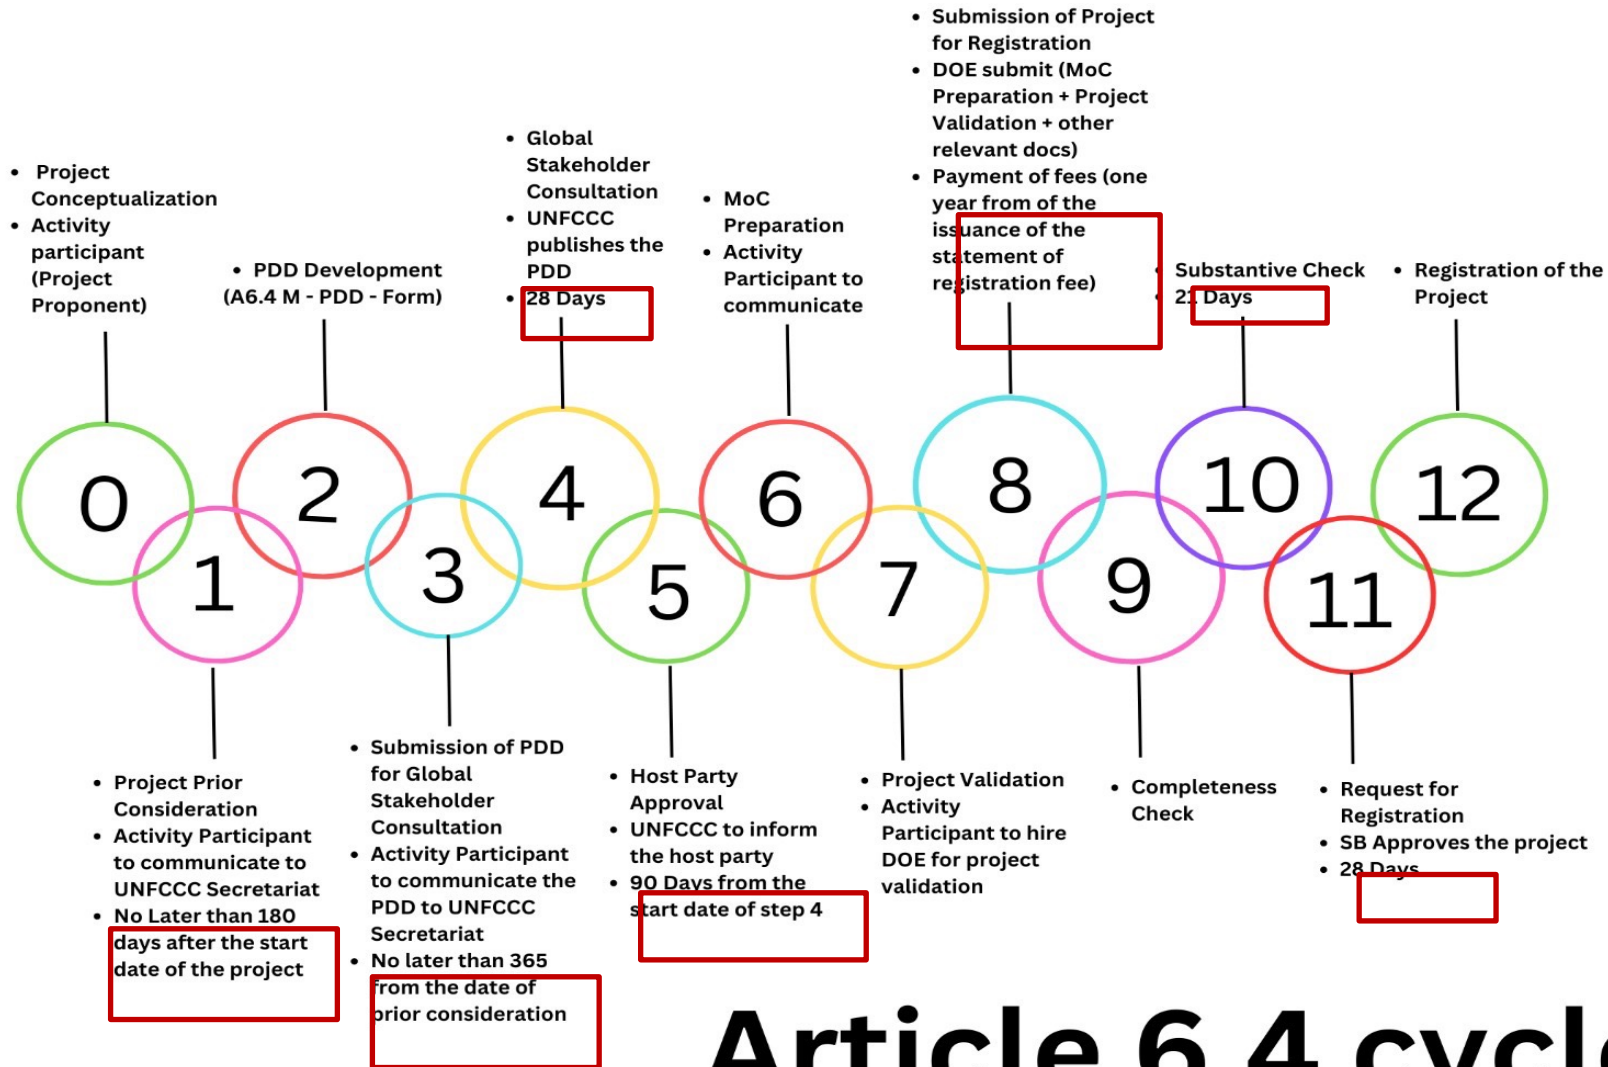 • Project
Conceptualization
• Activity
participant
(Project
Proponent)
• PDD Development
(A6.4 M - PDD - Form)
• Global
Stakeholder
Consultation
• UNFCCC
publishes the
PDD
• 28 Days
• MoC
Preparation
• Activity
Participant to
communicate
• Submission of Project
for Registration
• DOE submit (MoC
Preparation + Project
Validation + other
relevant docs)
• Payment of fees (one
year from of the
issuance of the
statement of
registration fee)
• Substantive Check
• 21 Days
• Registration of the
Project
0
1
2
3
4
5
6
7
8
9
10
11
12
• Project Prior
Consideration
• Activity Participant
to communicate to
UNFCCC Secretariat
• No Later than 180
days after the start
date of the project
• Submission of PDD
for Global
Stakeholder
Consultation
• Activity Participant
to communicate the
PDD to UNFCCC
Secretariat
• No later than 365
from the date of
prior consideration
• Host Party
Approval
• UNFCCC to inform
the host party
• 90 Days from the
start date of step 4
• Project Validation
• Activity
Participant to hire
DOE for project
validation
• Completeness
Check
• Request for
Registration
• SB Approves the project
• 28 Days
Article 6.4 cycle